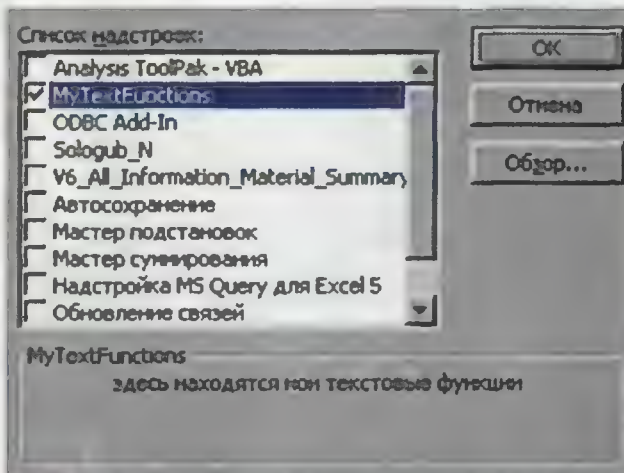 Список надстроек:
Analysis ToolPak - VBA
MyTextFunctions
ODBC Add-In
Sologub_N
V6_All_Information_Material_Summary
Автосохранение
Мастер подстановок
Мастер суммирования
Надстройка MS Query для Excel 5
Обновление связей
OK
Отмена
Обзор...
MyTextFunctions
здесь находятся мои текстовые функции